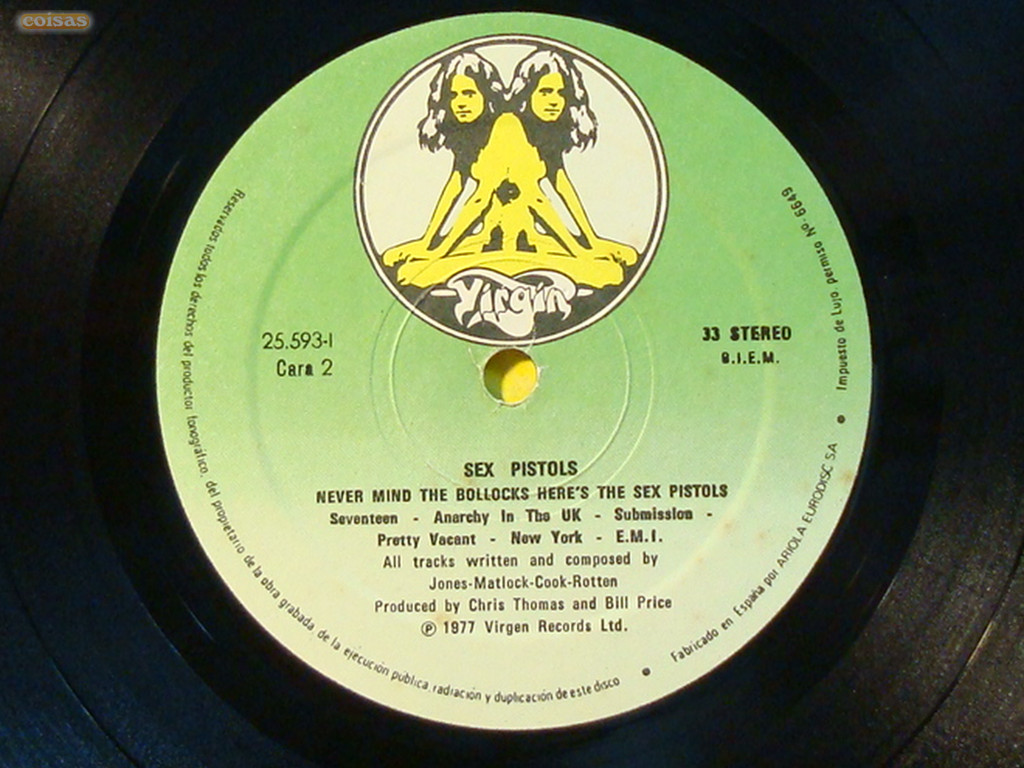 coisas
Virgin
25.593-I
Cara 2
33 STEREO
B.I.E.M.
SEX PISTOLS
NEVER MIND THE BOLLOCKS HERE'S THE SEX PISTOLS
Seventeen - Anarchy In The UK - Submission -
Pretty Vacant - New York - E.M.I.
All tracks written and composed by
Jones-Matlock-Cook-Rotten
Produced by Chris Thomas and Bill Price
℗ 1977 Virgen Records Ltd.
Reservados todos los derechos del productor fonográfico, del propietario de la obra grabada, de la ejecución pública, radiación y duplicación de este disco
Fabricado en España por ARIOLA EURODISC SA
Impuesto de Lujo, permiso Nº 6649